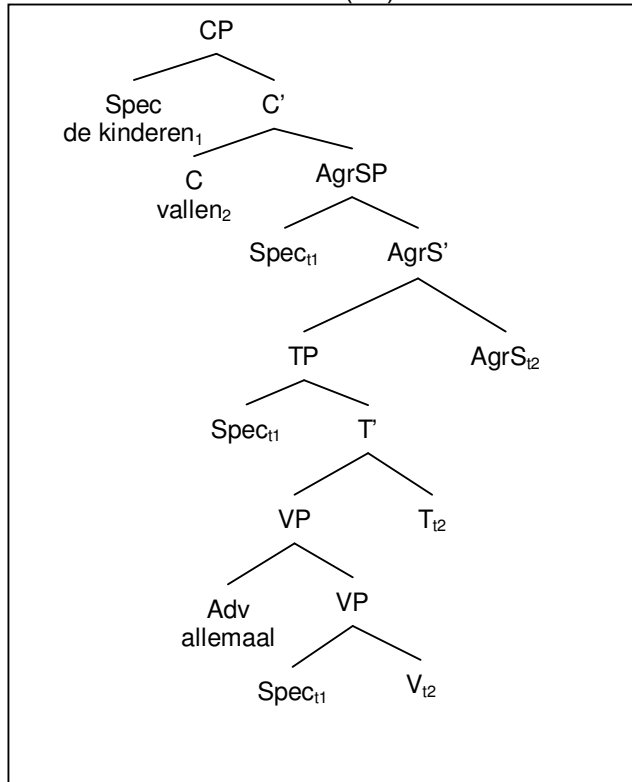 CP
Spec C’
de kinderen₁
C AgrSP
vallen₂
Specₜ₁ AgrS’
TP AgrSₜ₂
Specₜ₁ T’
VP Tₜ₂
Adv VP
allemaal
Specₜ₁ Vₜ₂